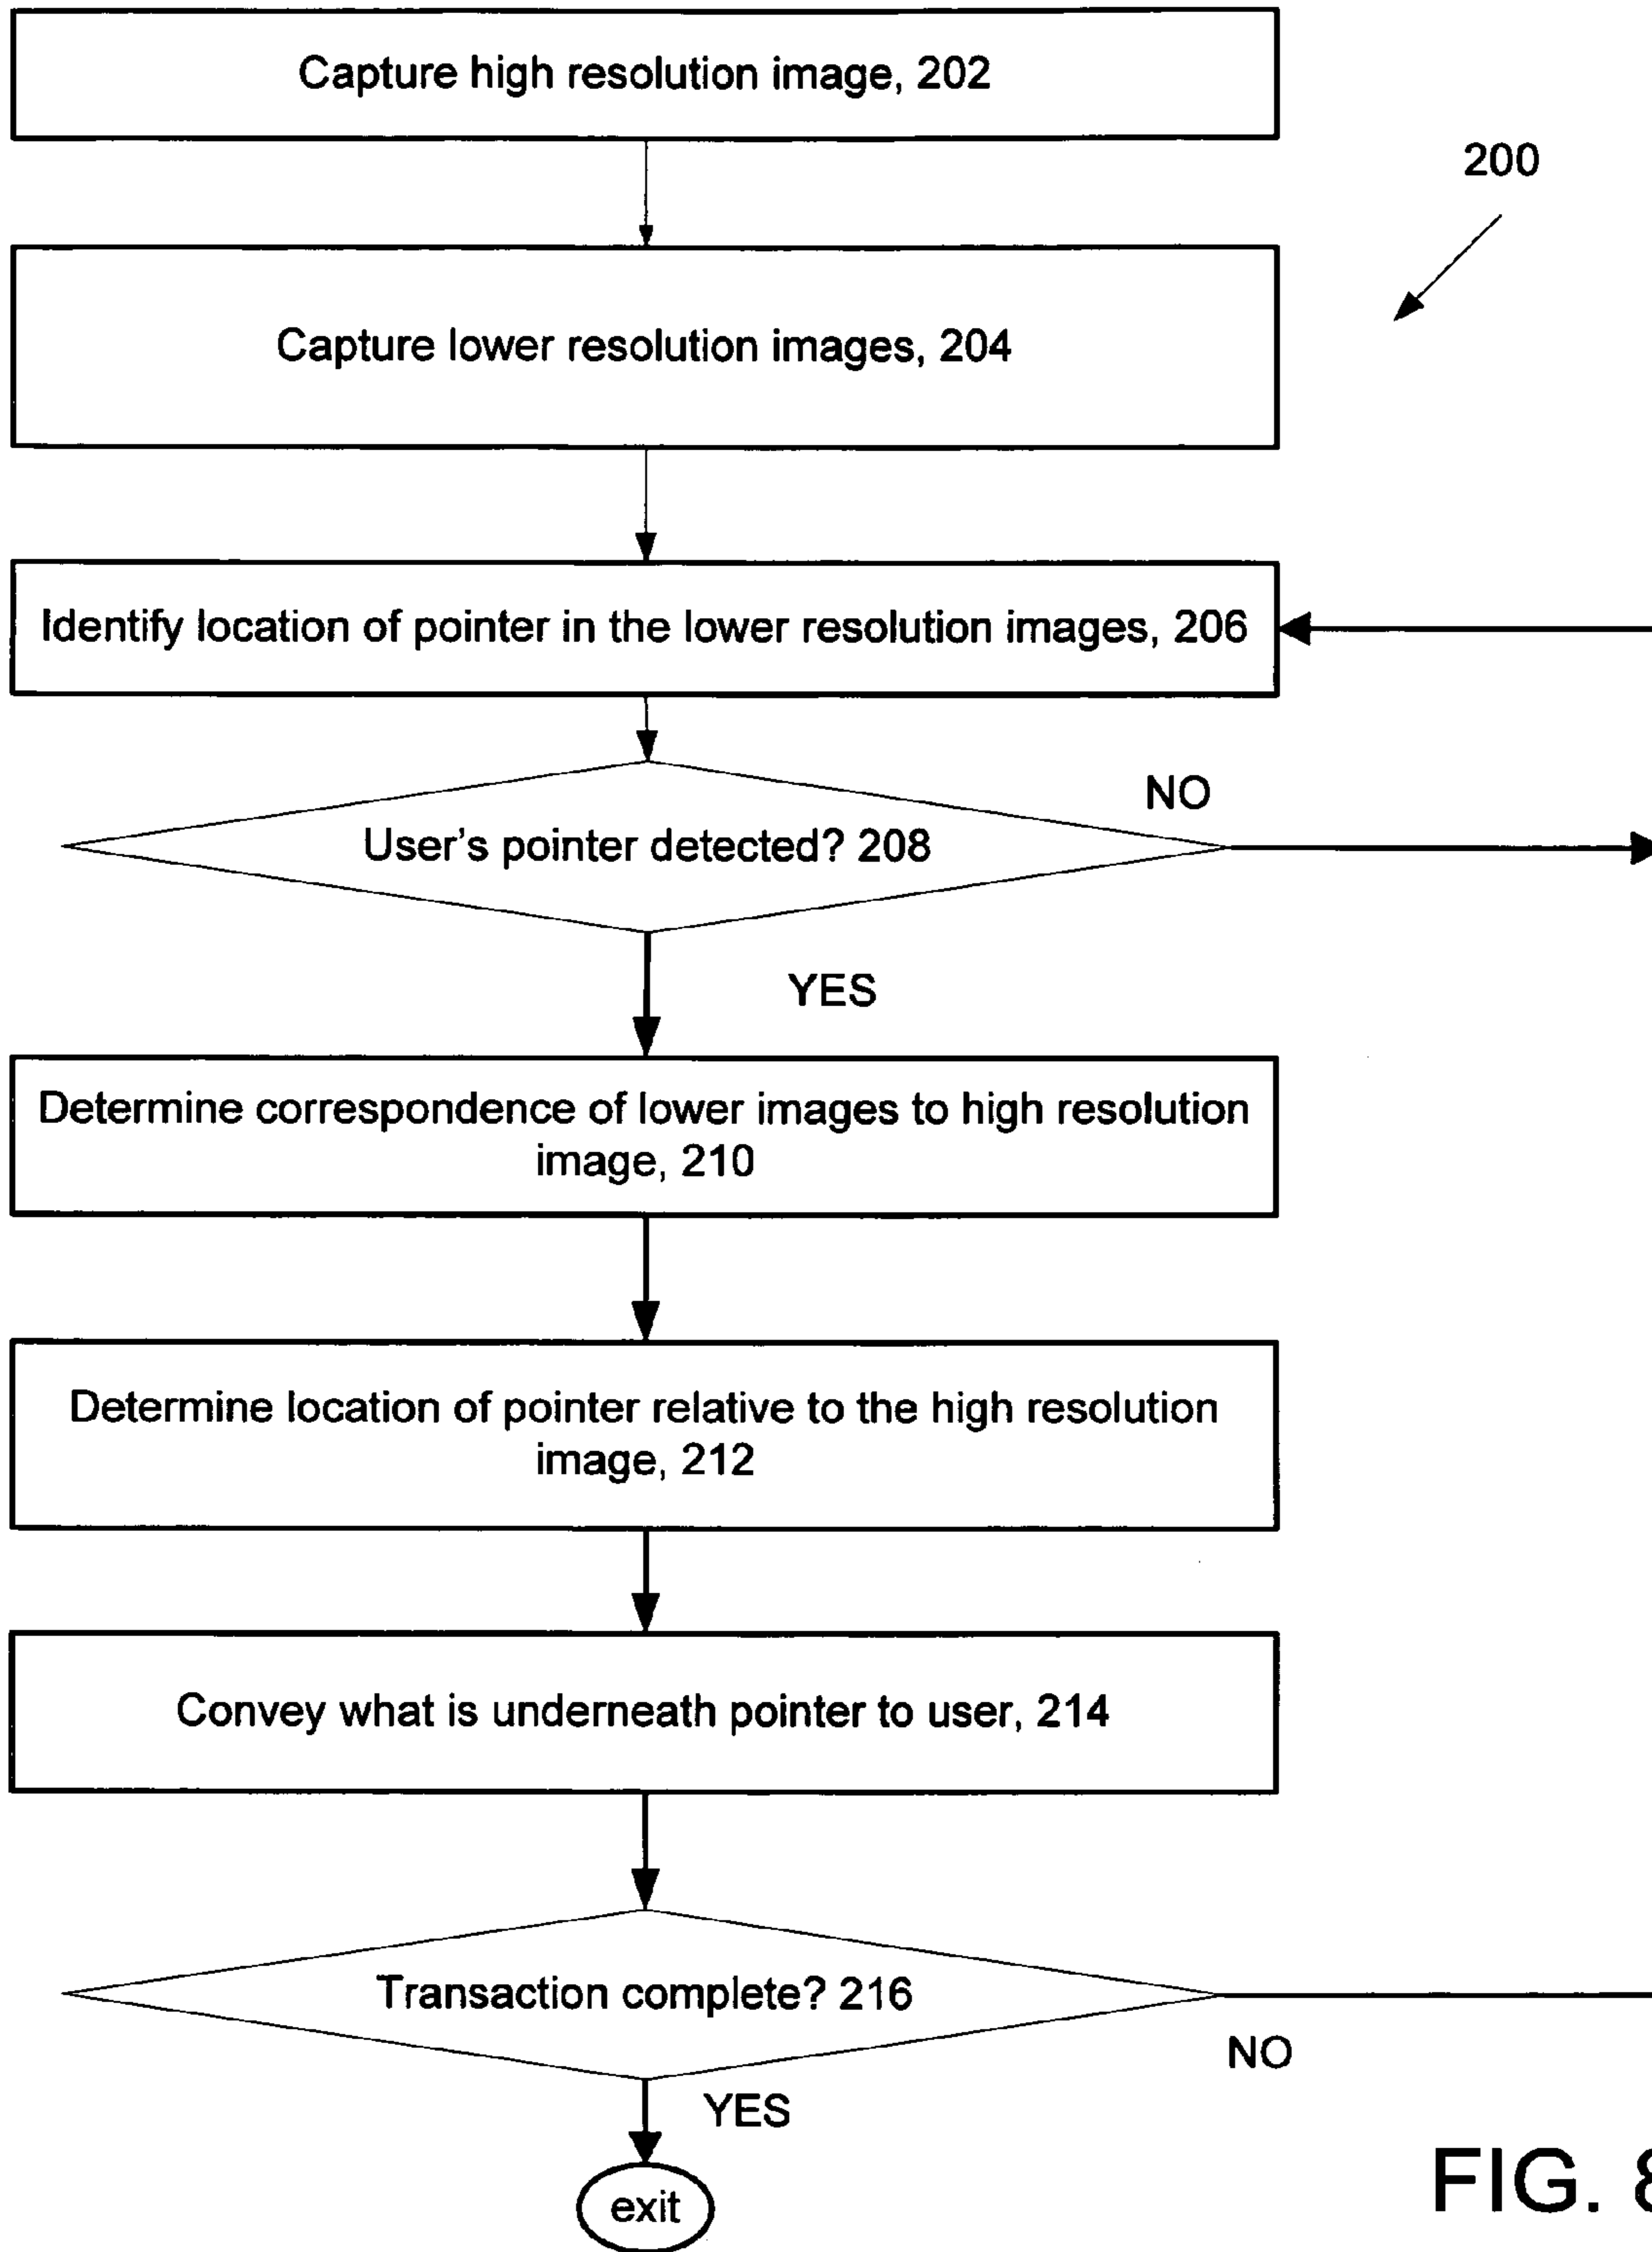 Capture high resolution image, 202
200
Capture lower resolution images, 204
Identify location of pointer in the lower resolution images, 206
NO
User's pointer detected? 208
YES
Determine correspondence of lower images to high resolution
image, 210
Determine location of pointer relative to the high resolution
image, 212
Convey what is underneath pointer to user, 214
Transaction complete? 216
NO
YES
exit
FIG. 8